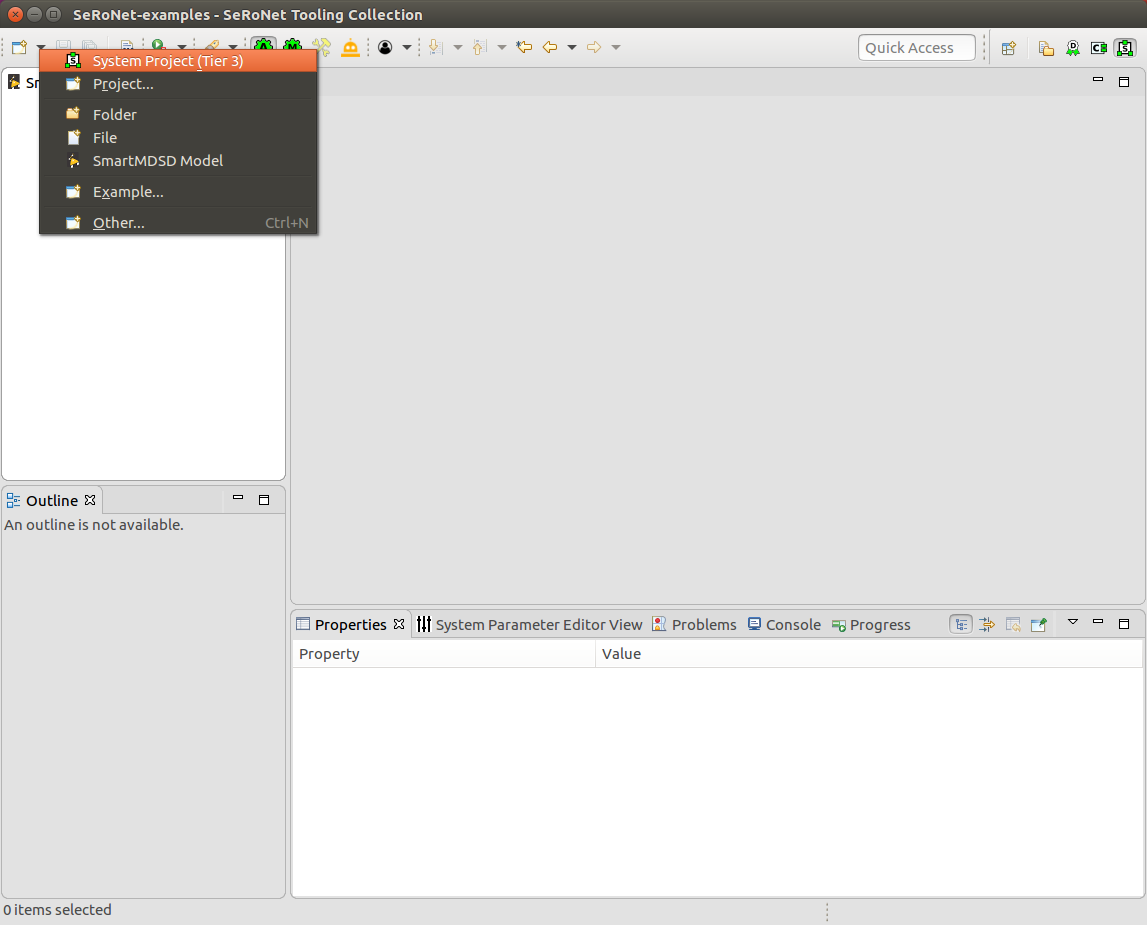 SeRoNet-examples - SeRoNet Tooling Collection
Quick Access
System Project (Tier 3)
Project...
Folder
File
SmartMDSD Model
Example...
Other... Ctrl+N
Outline
An outline is not available.
Properties System Parameter Editor View Problems Console Progress
Property Value
0 items selected